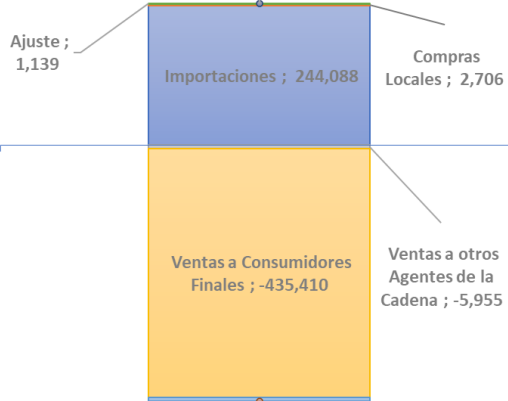 Ajuste ;
1,139
Importaciones ; 244,088
Compras
Locales ; 2,706
Ventas a Consumidores
Finales ; -435,410
Ventas a otros
Agentes de la
Cadena ; -5,955